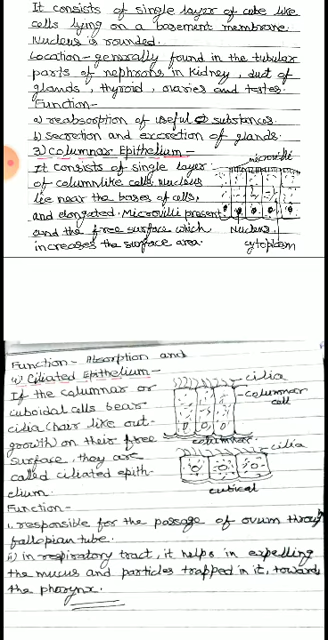 It consists of single layer of cube like
cells lying on a basement membrane.
Nucleus is rounded.
Location - generally found in the tubular
parts of nephrons in kidney, duct of
glands, thyroid, ovaries and testes.
Function -
a) reabsorption of useful substances.
b) secretion and excretion of glands.
3) Columnar Epithelium -
It consists of single layer
of columnlike cells. Nucleus
lie near the bases of cells,
and elongated. Microvilli present
and the free surface which
increases the surface area.
microvilli
Nucleus
cytoplasm
Function - Absorption and
4) Ciliated Epithelium -
If the columnar or
cuboidal cells bear
cilia (hair like out-
growth) on their free
surface, they are
called ciliated epith-
elium.
cilia
columnar
cell
columnar
cilia
cubical
Function -
i. responsible for the passage of ovum through
fallopian tube.
ii) in respiratory tract, it helps in expelling
the mucus and particles trapped in it, toward
the pharynx.